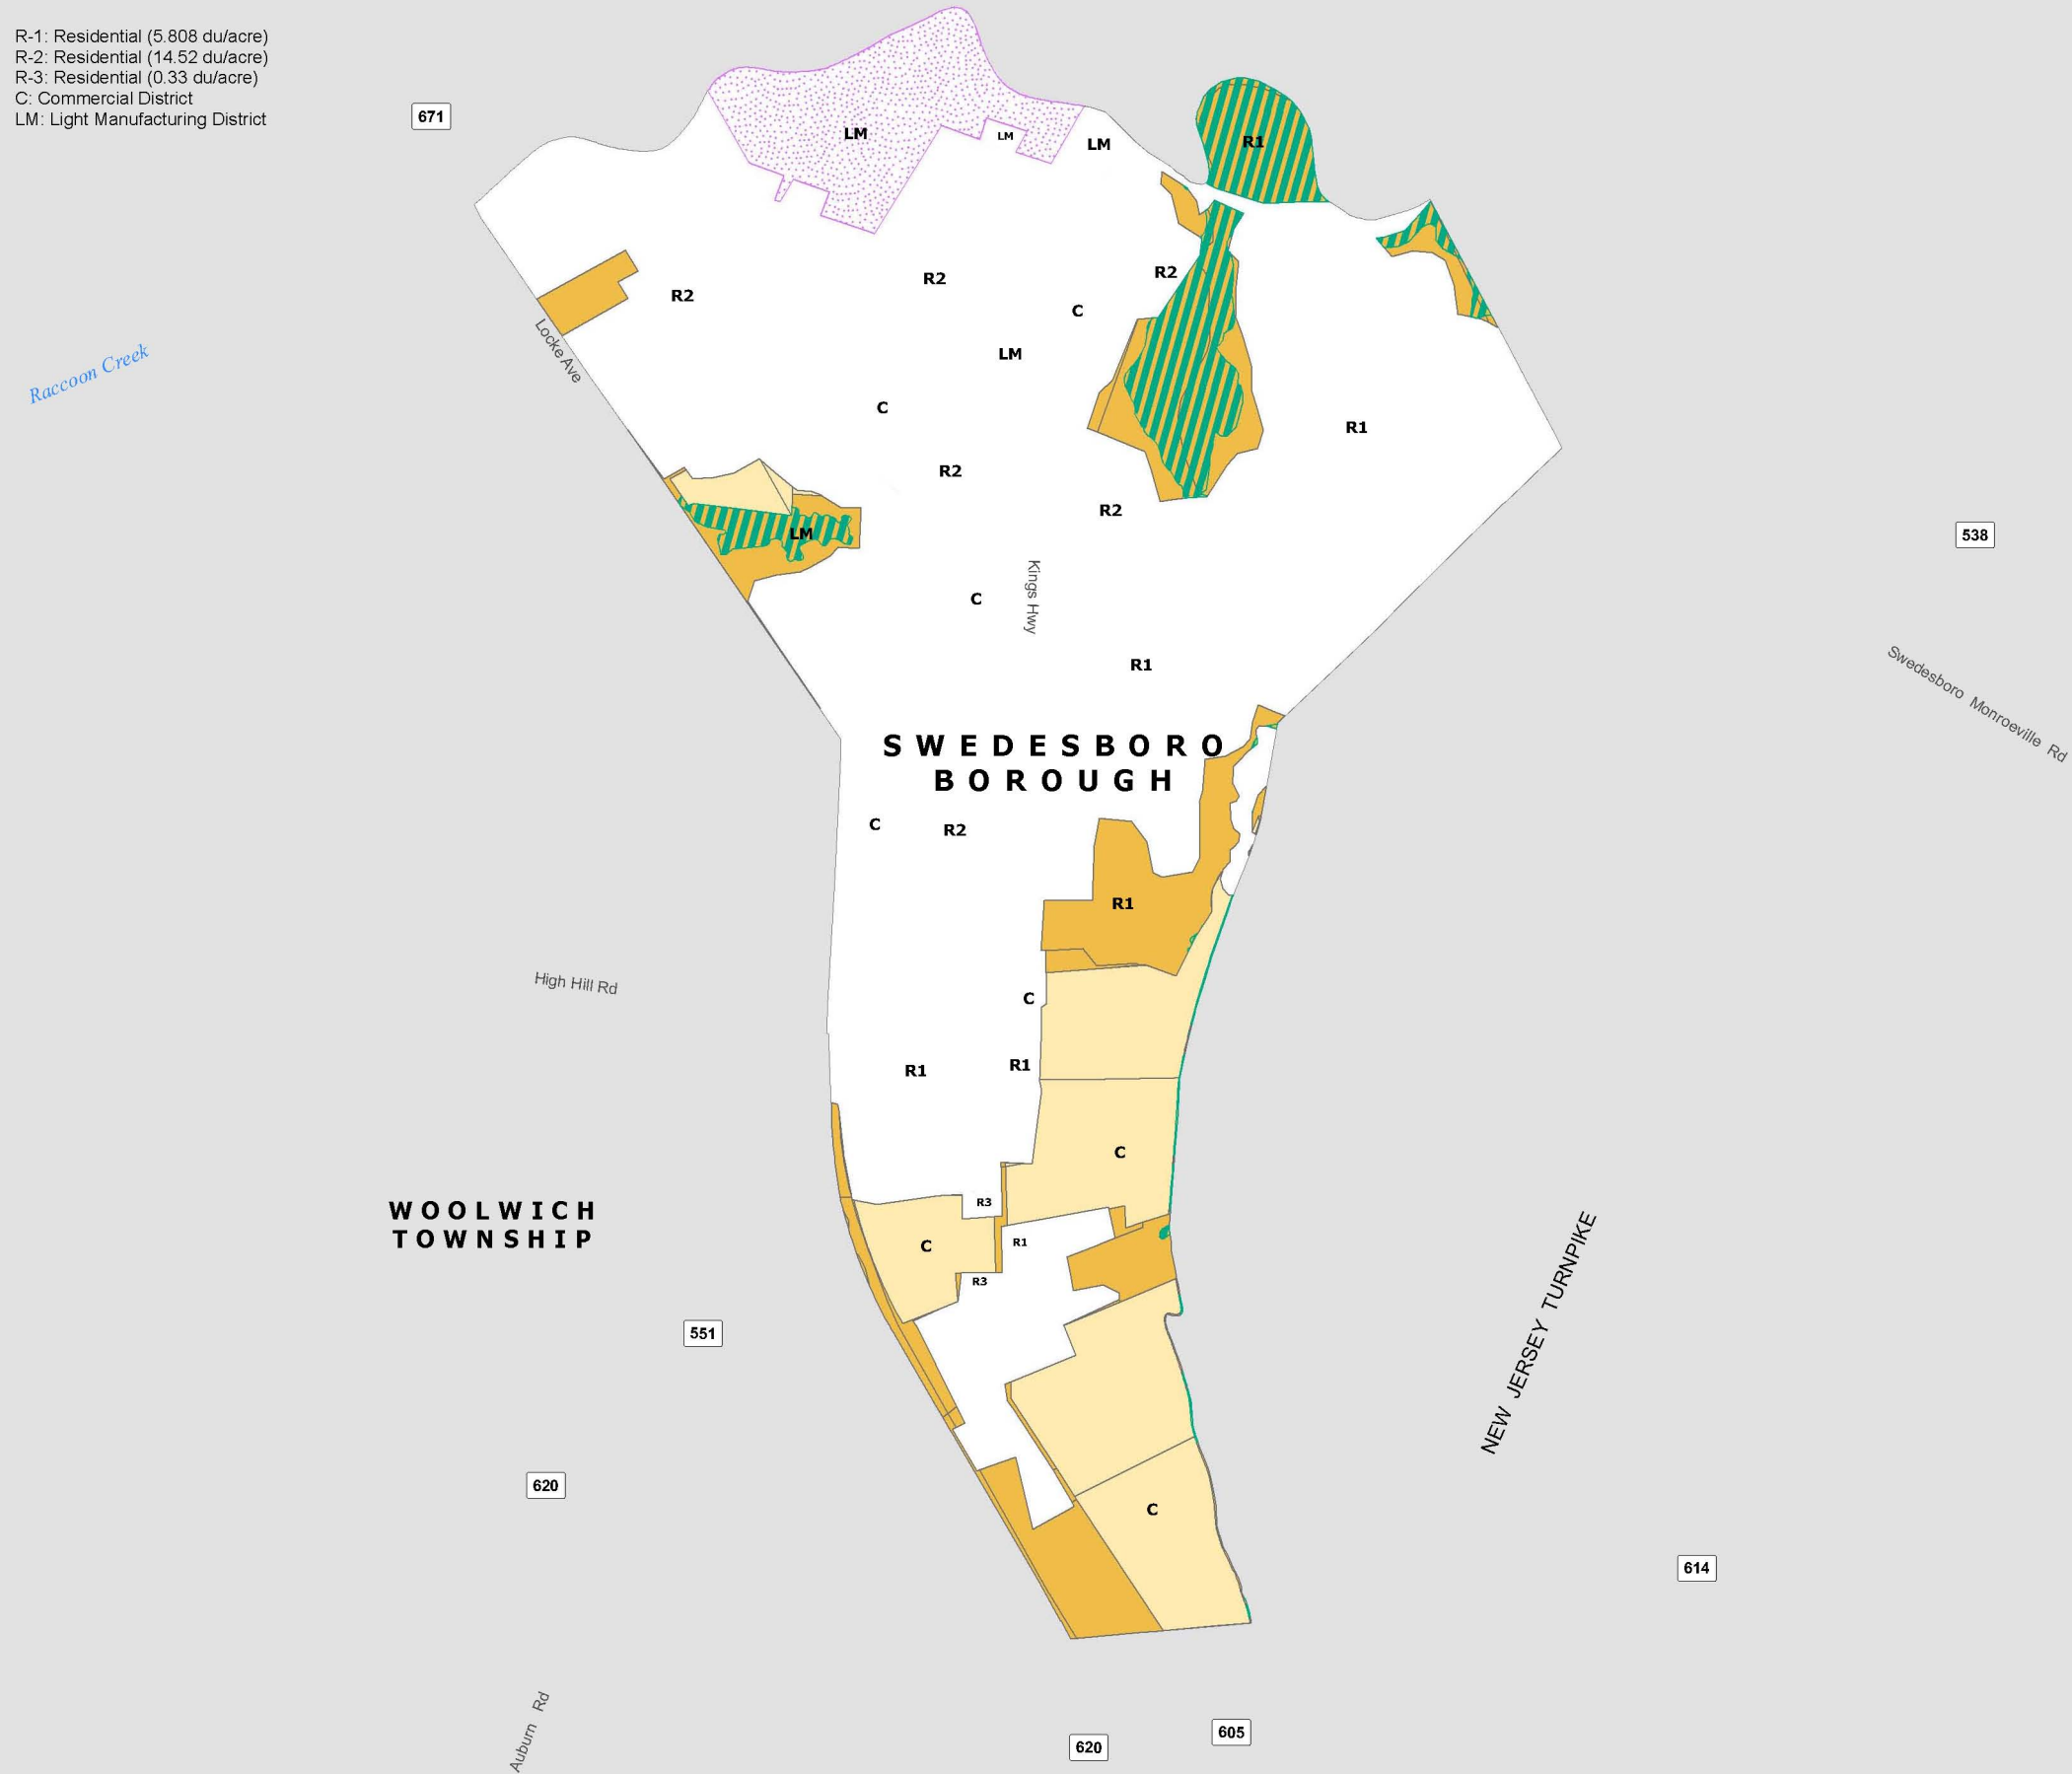 R-1: Residential (5.808 du/acre)
R-2: Residential (14.52 du/acre)
R-3: Residential (0.33 du/acre)
C: Commercial District
LM: Light Manufacturing District
671
LM
LM
LM
R1
R2
R2
R2
C
LM
Locke Ave
Raccoon Creek
C
R1
R2
R2
LM
538
Kings Hwy
C
R1
Swedesboro Monroeville Rd
SWEDESBORO
BOROUGH
C
R2
R1
High Hill Rd
C
R1
R1
C
R3
WOOLWICH
TOWNSHIP
R1
C
R3
NEW JERSEY TURNPIKE
551
620
C
614
Auburn Rd
605
620